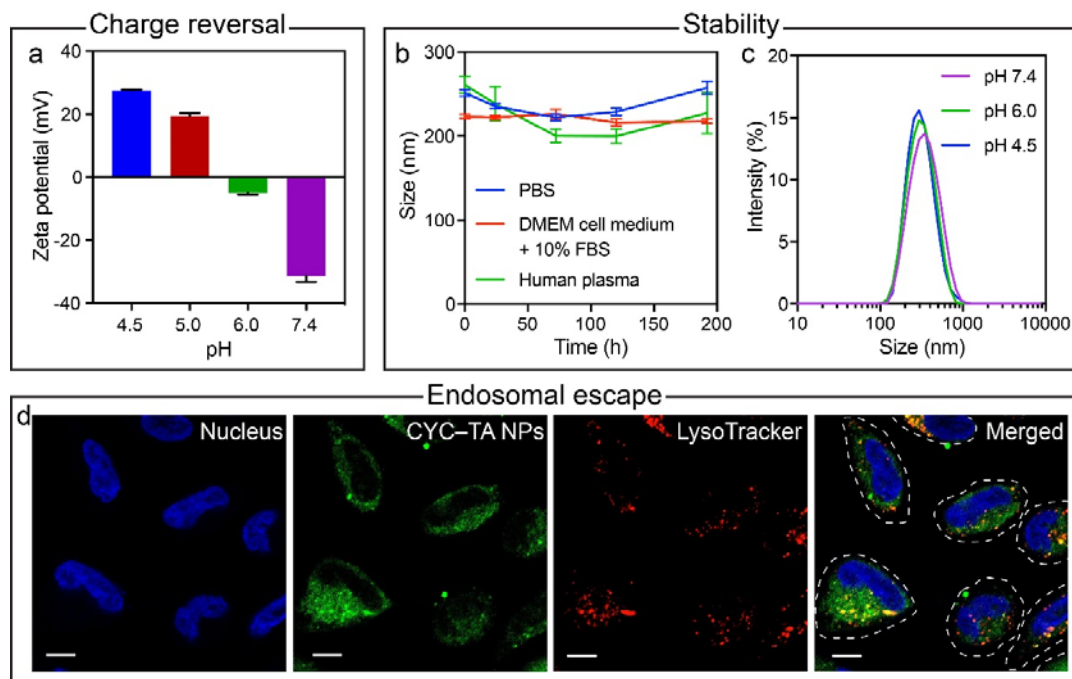 Charge reversal
Stability
a
Zeta potential (mV)
40
20
0
-20
-40
4.5
5.0
6.0
7.4
pH
b
Size (nm)
300
200
100
0
PBS
DMEM cell medium
+ 10% FBS
Human plasma
0
50
100
150
200
Time (h)
c
Intensity (%)
20
15
10
5
0
pH 7.4
pH 6.0
pH 4.5
10
100
1000
10000
Size (nm)
Endosomal escape
d
Nucleus
CYC–TA NPs
LysoTracker
Merged